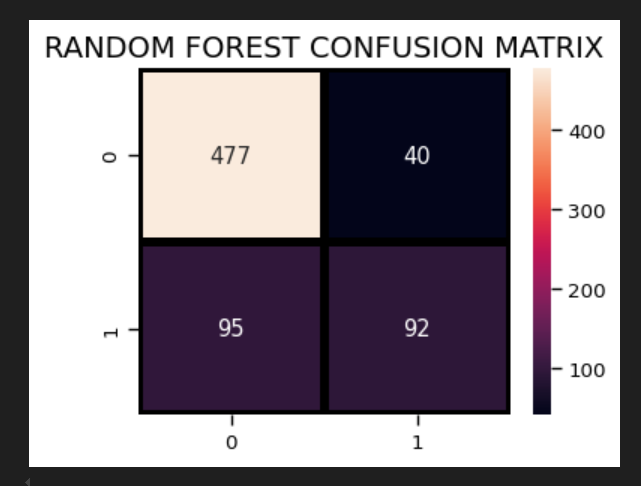 RANDOM FOREST CONFUSION MATRIX
0 477 40 400
300
200
1 95 92 100
0 1